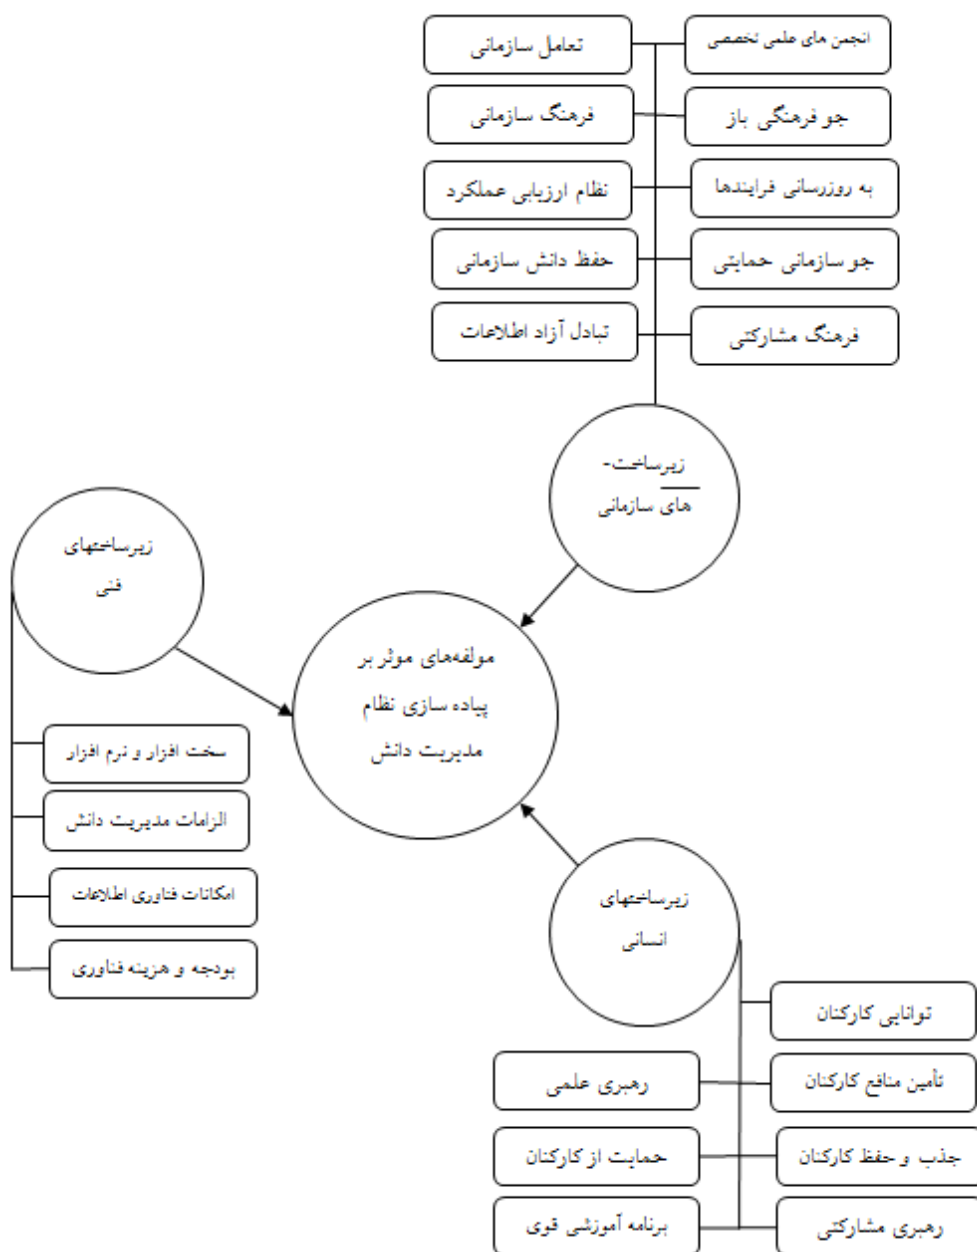 انجمن های علمی تخصصی
تعامل سازمانی
جو فرهنگی باز
فرهنگ سازمانی
به روزرسانی فرایندها
نظام ارزیابی عملکرد
جو سازمانی حمایتی
حفظ دانش سازمانی
فرهنگ مشارکتی
تبادل آزاد اطلاعات
زیرساخت-
های سازمانی
زیرساختهای
فنی
مولفه‌های موثر بر
پیاده سازی نظام
مدیریت دانش
سخت افزار و نرم افزار
الزامات مدیریت دانش
امکانات فناوری اطلاعات
بودجه و هزینه فناوری
زیرساختهای
انسانی
توانایی کارکنان
تأمین منافع کارکنان
رهبری علمی
جذب و حفظ کارکنان
حمایت از کارکنان
رهبری مشارکتی
برنامه آموزشی قوی